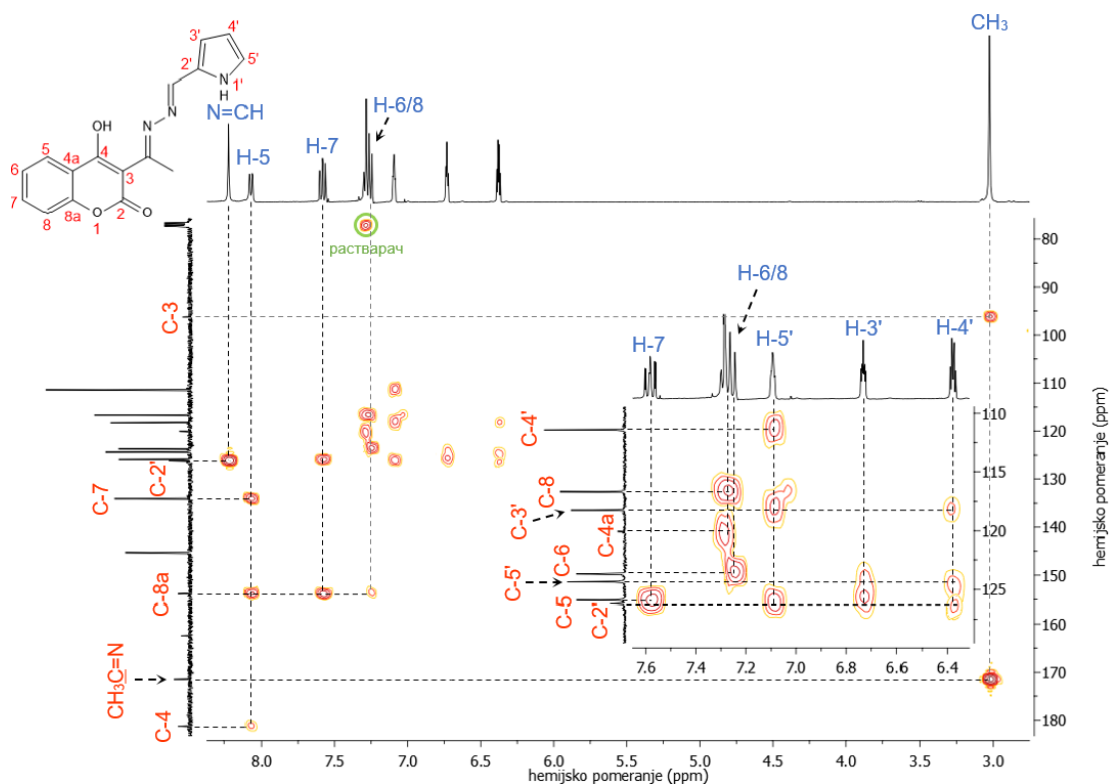 4'
3'
5'
2'
1'
N
H
N
N
OH
5
4
4a
6
3
7
8a
2
8
O
1
O
N=CH
H-5
H-7
H-6/8
CH3
растварач
C-3
C-2'
C-7
C-8a
CH3C=N
C-4
80
90
100
110
120
130
140
150
160
170
180
hemijsko pomeranje (ppm)
8.0 7.5 7.0 6.5 6.0 5.5 5.0 4.5 4.0 3.5 3.0
hemijsko pomeranje (ppm)
H-6/8
H-7
H-5'
H-3'
H-4'
C-4'
C-8
C-3'
C-4a
C-6
C-5'
C-5
C-2'
110
115
120
125
7.6 7.4 7.2 7.0 6.8 6.6 6.4